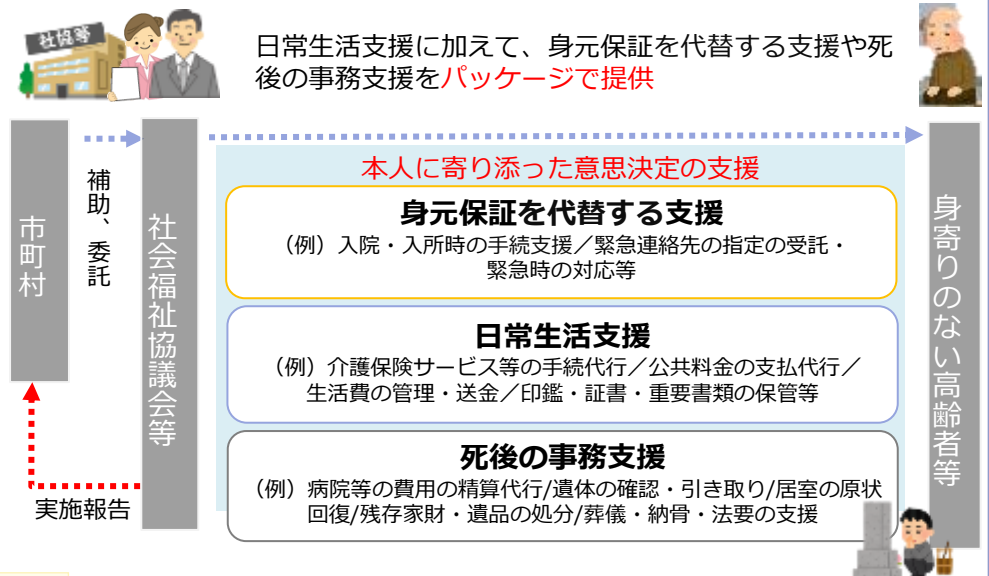 社協等
日常生活支援に加えて、身元保証を代替する支援や死
後の事務支援をパッケージで提供
市町村
補助、委託
社会福祉協議会等
本人に寄り添った意思決定の支援
身元保証を代替する支援
（例）入院・入所時の手続支援／緊急連絡先の指定の受託・
緊急時の対応等
日常生活支援
（例）介護保険サービス等の手続代行／公共料金の支払代行／
生活費の管理・送金／印鑑・証書・重要書類の保管等
死後の事務支援
（例）病院等の費用の精算代行/遺体の確認・引き取り/居室の原状
回復/残存家財・遺品の処分/葬儀・納骨・法要の支援
身寄りのない高齢者等
実施報告